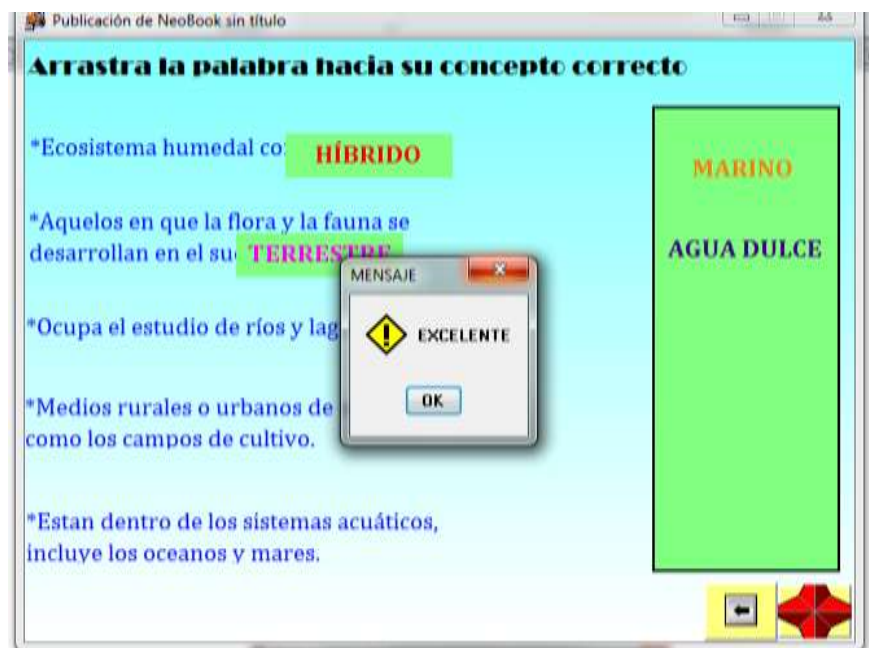 Publicación de NeoBook sin título
Arrastra la palabra hacia su concepto correcto
*Ecosistema humedal co
HÍBRIDO
MARINO
*Aquelos en que la flora y la fauna se
desarrollan en el su
TERRESTRE
AGUA DULCE
MENSAJE
EXCELENTE
OK
*Ocupa el estudio de ríos y lag
*Medios rurales o urbanos de
como los campos de cultivo.
*Estan dentro de los sistemas acuáticos,
incluye los oceanos y mares.